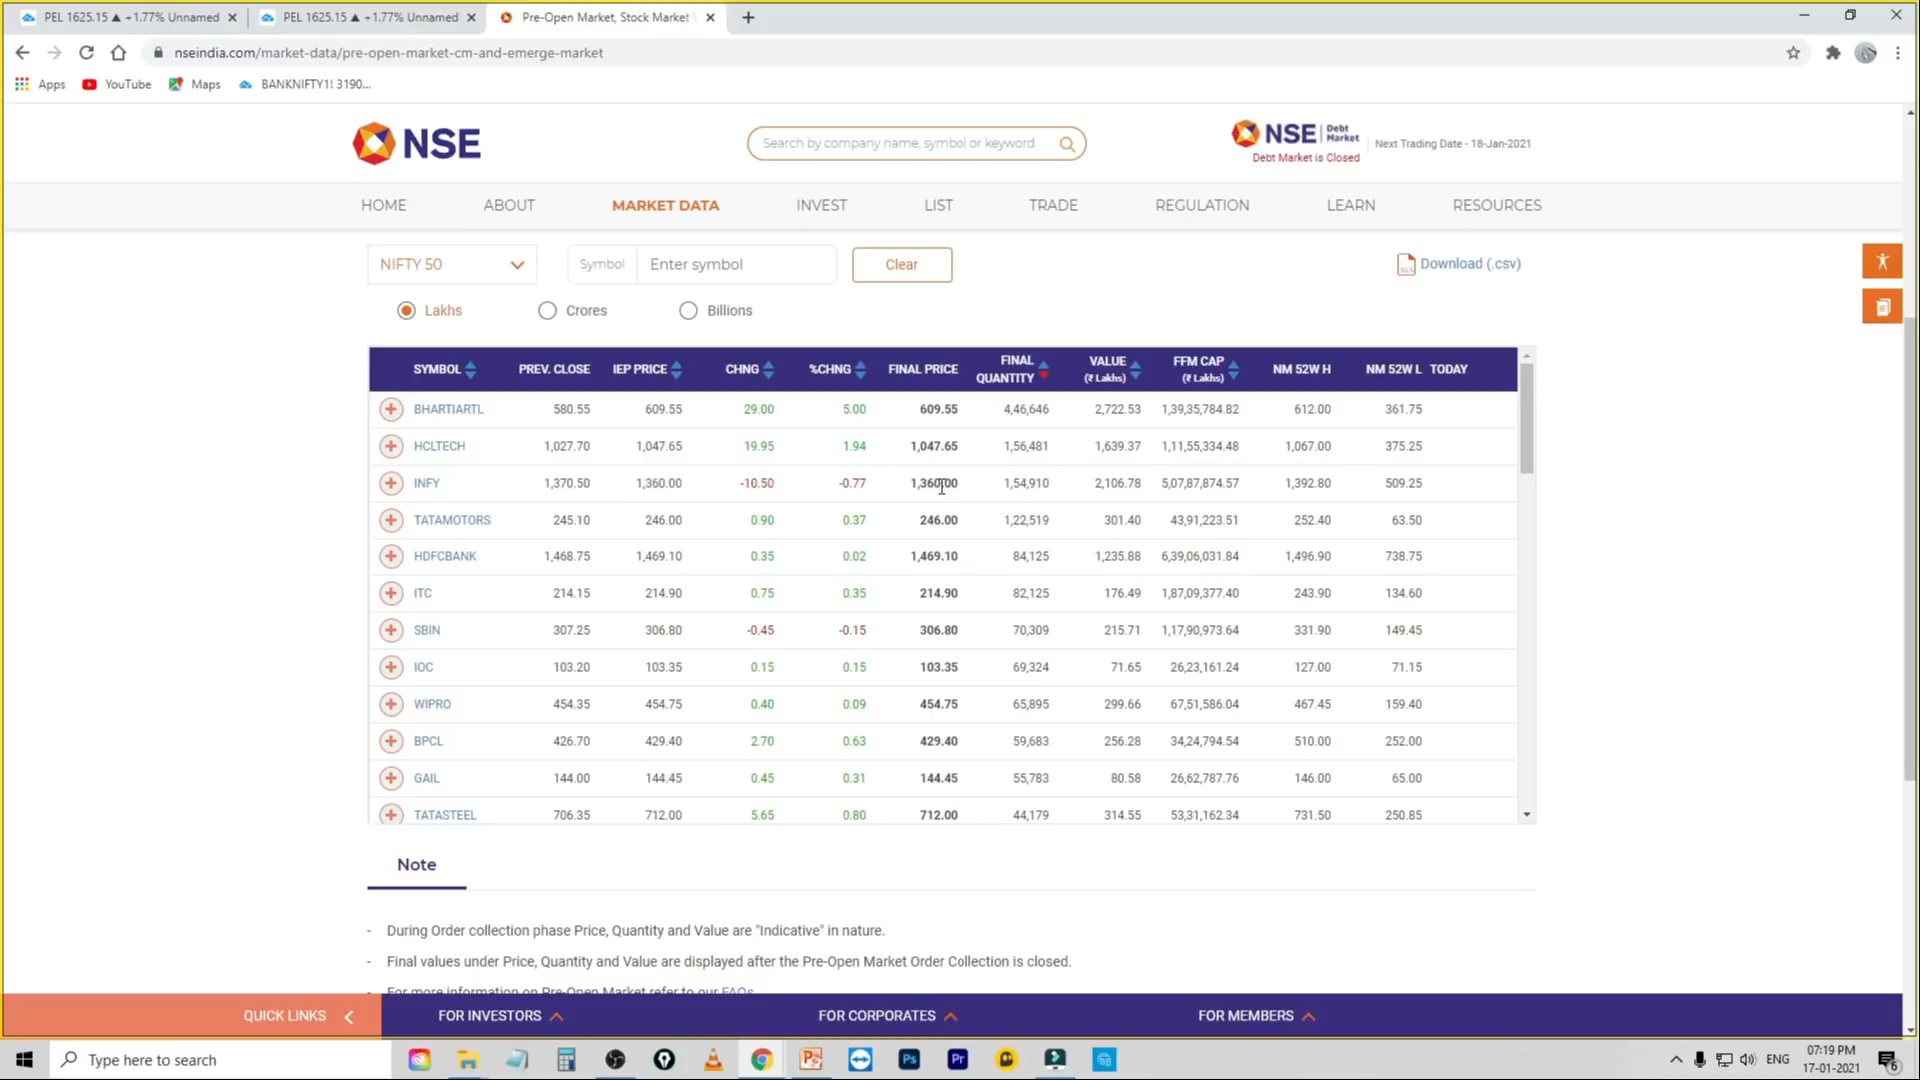 PEL 1625.15 ▲ +1.77% Unnamed
PEL 1625.15 ▲ +1.77% Unnamed
Pre-Open Market, Stock Market
nseindia.com/market-data/pre-open-market-cm-and-emerge-market
Apps YouTube Maps BANKNIFTY1! 3190...
NSE
Search by company name, symbol or keyword
NSE Debt Market
Debt Market is Closed
Next Trading Date - 18-Jan-2021
HOME ABOUT MARKET DATA INVEST LIST TRADE REGULATION LEARN RESOURCES
NIFTY 50 Symbol Enter symbol Clear XLS Download (.csv)
Lakhs Crores Billions
SYMBOL PREV. CLOSE IEP PRICE CHNG %CHNG FINAL PRICE FINAL QUANTITY VALUE (₹ Lakhs) FFM CAP (₹ Lakhs) NM 52W H NM 52W L TODAY
BHARTIARTL 580.55 609.55 29.00 5.00 609.55 4,46,646 2,722.53 1,39,35,784.82 612.00 361.75
HCLTECH 1,027.70 1,047.65 19.95 1.94 1,047.65 1,56,481 1,639.37 1,11,55,334.48 1,067.00 375.25
INFY 1,370.50 1,360.00 -10.50 -0.77 1,360.00 1,54,910 2,106.78 5,07,87,874.57 1,392.80 509.25
TATAMOTORS 245.10 246.00 0.90 0.37 246.00 1,22,519 301.40 43,91,223.51 252.40 63.50
HDFCBANK 1,468.75 1,469.10 0.35 0.02 1,469.10 84,125 1,235.88 6,39,06,031.84 1,496.90 738.75
ITC 214.15 214.90 0.75 0.35 214.90 82,125 176.49 1,87,09,377.40 243.90 134.60
SBIN 307.25 306.80 -0.45 -0.15 306.80 70,309 215.71 1,17,90,973.64 331.90 149.45
IOC 103.20 103.35 0.15 0.15 103.35 69,324 71.65 26,23,161.24 127.00 71.15
WIPRO 454.35 454.75 0.40 0.09 454.75 65,895 299.66 67,51,586.04 467.45 159.40
BPCL 426.70 429.40 2.70 0.63 429.40 59,683 256.28 34,24,794.54 510.00 252.00
GAIL 144.00 144.45 0.45 0.31 144.45 55,783 80.58 26,62,787.76 146.00 65.00
TATASTEEL 706.35 712.00 5.65 0.80 712.00 44,179 314.55 53,31,162.34 731.50 250.85
Note
- During Order collection phase Price, Quantity and Value are "Indicative" in nature.
- Final values under Price, Quantity and Value are displayed after the Pre-Open Market Order Collection is closed.
- For more information on Pre-Open Market refer to our FAQs
QUICK LINKS FOR INVESTORS FOR CORPORATES FOR MEMBERS
Type here to search
Ps
Pr
ENG
07:19 PM
17-01-2021
6